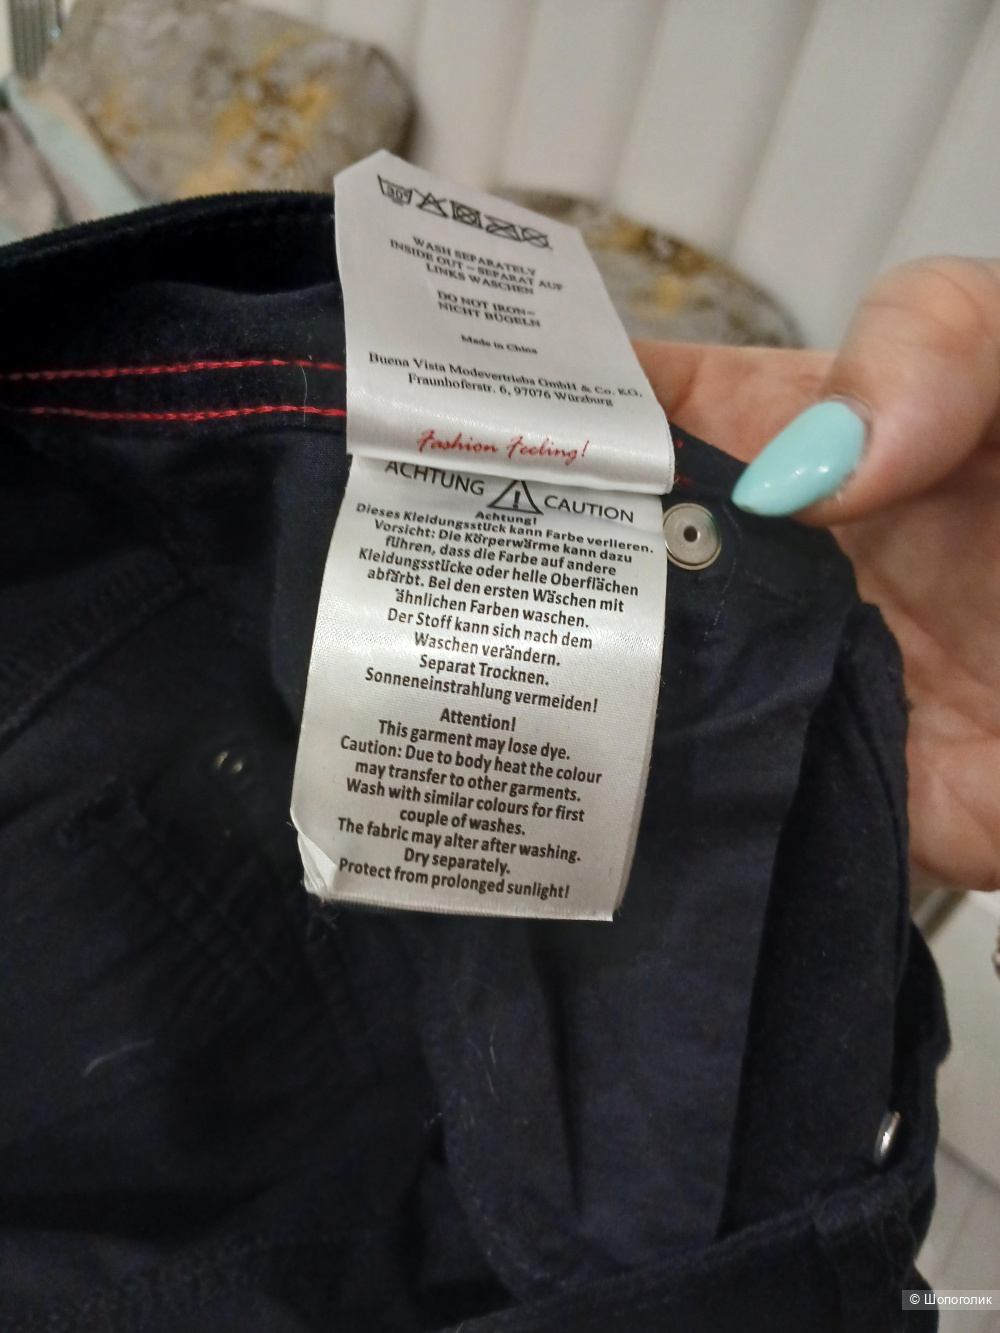 30°
WASH SEPARATELY
INSIDE OUT – SEPARAT AUF
LINKS WASCHEN
DO NOT IRON–
NICHT BÜGELN
Made in China
Buena Vista Modevertriebs GmbH & Co. KG.
Fraunhoferstr. 6, 97076 Würzburg
Fashion Feeling!
ACHTUNG ! CAUTION
Achtung!
Dieses Kleidungsstück kann Farbe verlieren.
Vorsicht: Die Körperwärme kann dazu
führen, dass die Farbe auf andere
Kleidungsstücke oder helle Oberflächen
abfärbt. Bei den ersten Wäschen mit
ähnlichen Farben waschen.
Der Stoff kann sich nach dem
Waschen verändern.
Separat Trocknen.
Sonneneinstrahlung vermeiden!
Attention!
This garment may lose dye.
Caution: Due to body heat the colour
may transfer to other garments.
Wash with similar colours for first
couple of washes.
The fabric may alter after washing.
Dry separately.
Protect from prolonged sunlight!
© Шопоголик